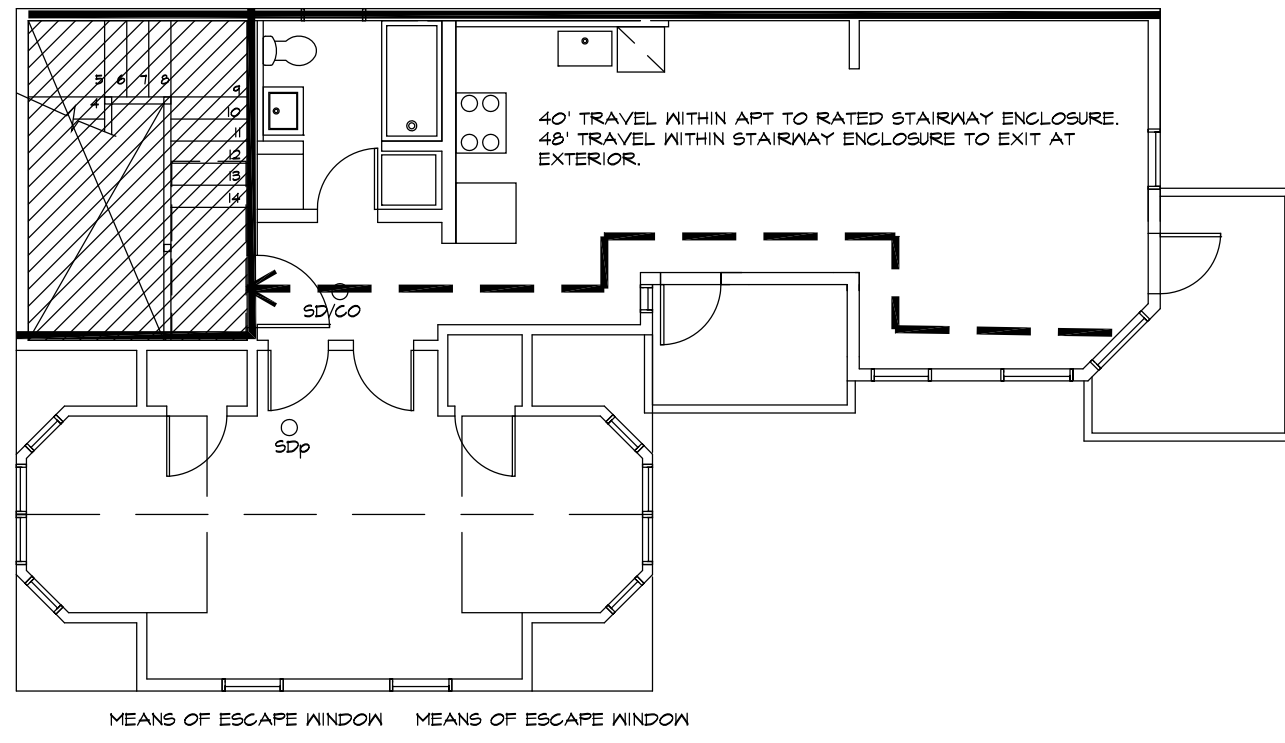 5 6 7 8
4
9
10
11
12
13
14
40' TRAVEL WITHIN APT TO RATED STAIRWAY ENCLOSURE.
48' TRAVEL WITHIN STAIRWAY ENCLOSURE TO EXIT AT
EXTERIOR.
SD/CO
SDp
MEANS OF ESCAPE WINDOW MEANS OF ESCAPE WINDOW